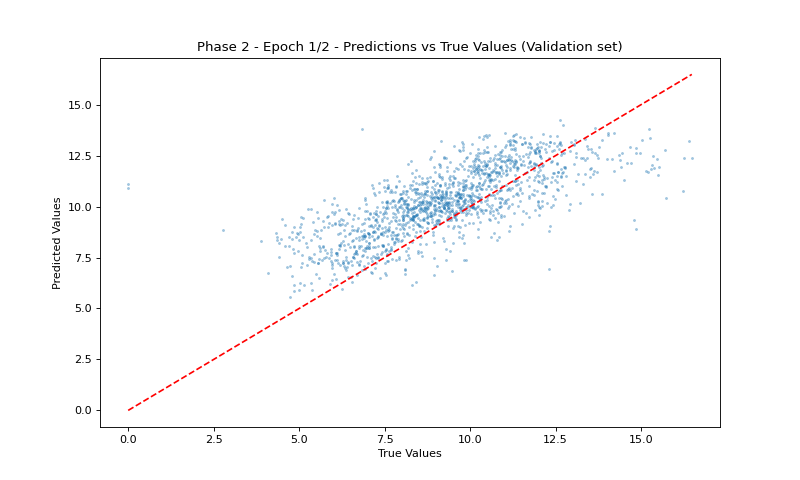 Phase 2 - Epoch 1/2 - Predictions vs True Values (Validation set)
Predicted Values
15.0
12.5
10.0
7.5
5.0
2.5
0.0
0.0 2.5 5.0 7.5 10.0 12.5 15.0
True Values